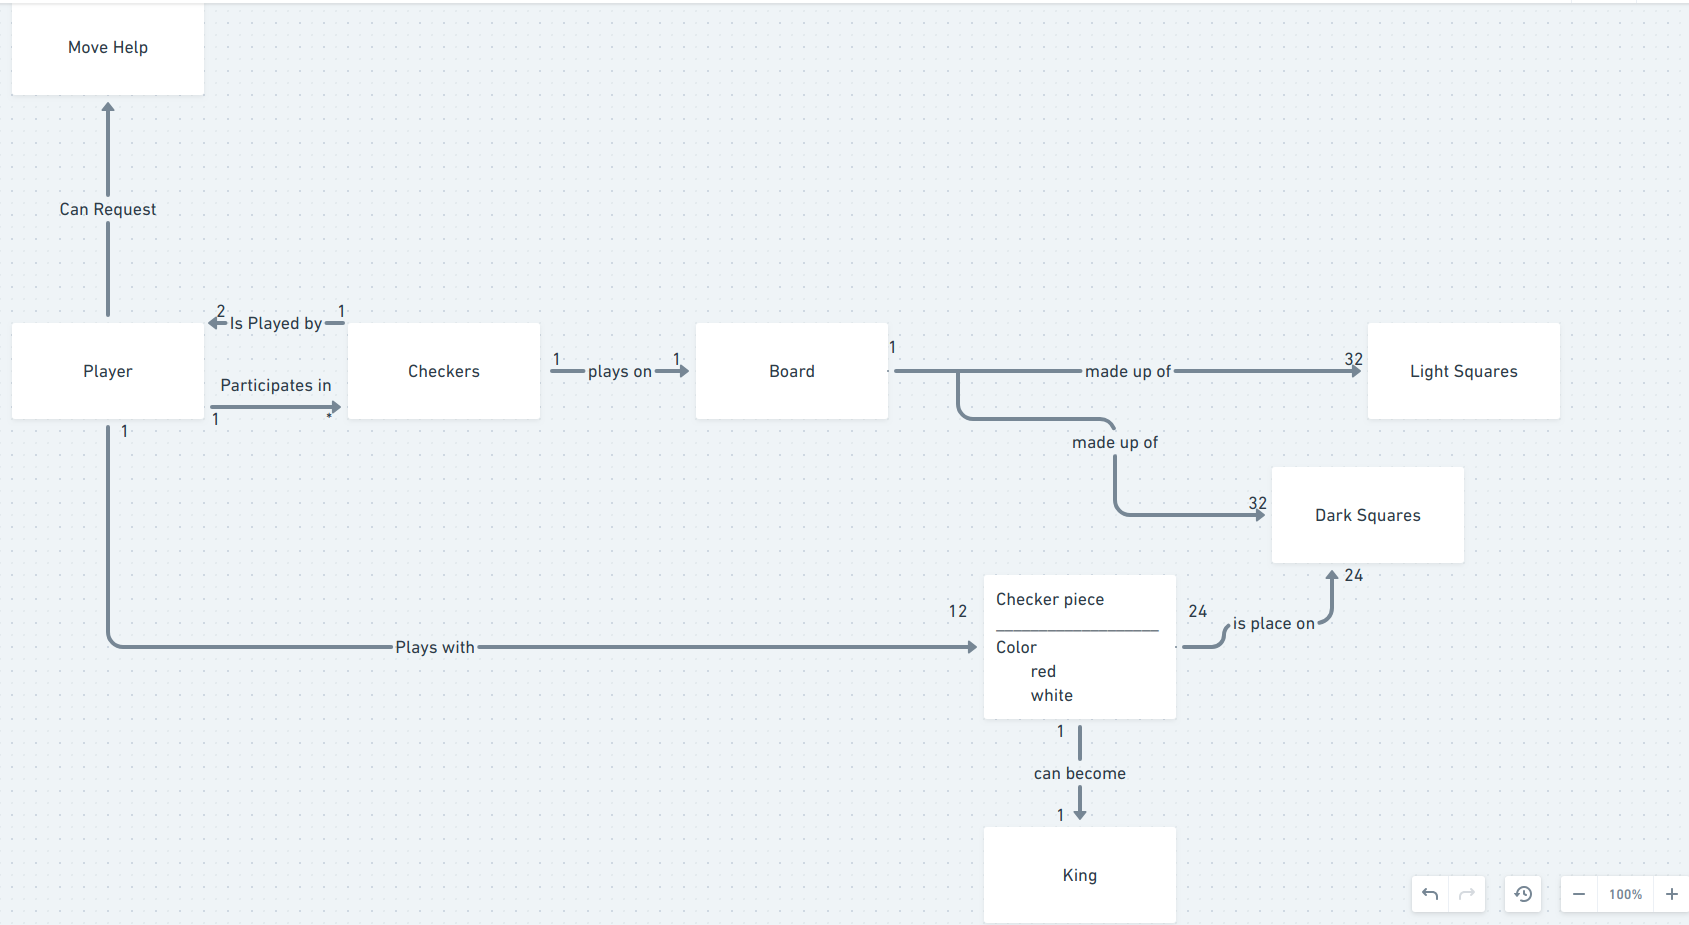 Move Help
Can Request
2
1
Is Played by
Player
Checkers
Participates in
1
*
1
plays on
1
Board
1
made up of
32
Light Squares
made up of
32
Dark Squares
24
1
Plays with
12
Checker piece
Color
red
white
24
is place on
1
can become
1
King
100%